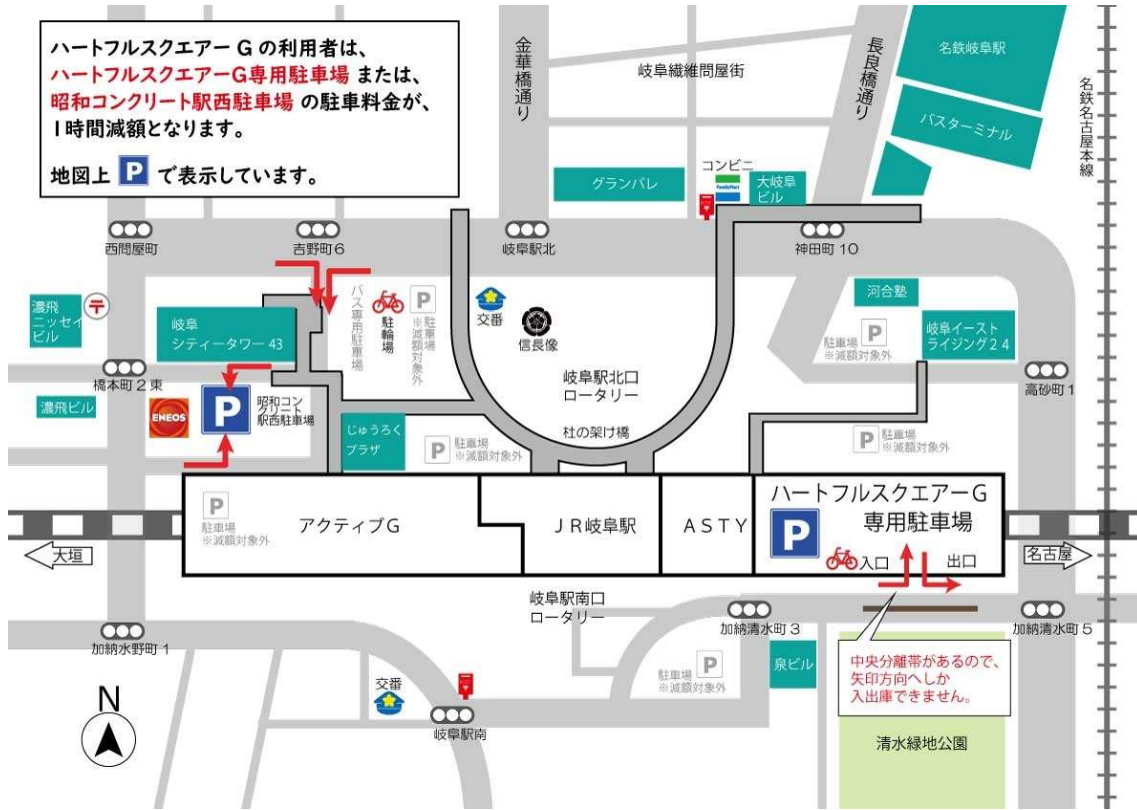 ハートフルスクエアーGの利用者は、
ハートフルスクエアーG専用駐車場 または、
昭和コンクリート駅西駐車場 の駐車料金が、
1時間減額となります。
地図上 P で表示しています。
金華橋通り
岐阜繊維問屋街
長良橋通り
名鉄岐阜駅
バスターミナル
名鉄名古屋本線
グランパレ
コンビニ
FamilyMart
大岐阜
ビル
西問屋町
吉野町6
岐阜駅北
神田町10
濃飛
ニッセイ
ビル
岐阜
シティータワー43
バス専用駐車場
駐輪場
P
駐車場
※減額対象外
交番
信長像
河合塾
P
駐車場
※減額対象外
岐阜イースト
ライジング24
橋本町2東
岐阜駅北口
ロータリー
高砂町1
濃飛ビル
ENEOS
P
昭和コン
クリート
駅西駐車場
じゅうろく
プラザ
P
駐車場
※減額対象外
杜の架け橋
P
駐車場
※減額対象外
P
駐車場
※減額対象外
アクティブG
JR岐阜駅
ASTY
ハートフルスクエアーG
専用駐車場
P
入口
出口
大垣
名古屋
岐阜駅南口
ロータリー
加納水野町1
加納清水町3
加納清水町5
P
駐車場
※減額対象外
泉ビル
中央分離帯があるので、
矢印方向へしか
入出庫できません。
交番
岐阜駅南
清水緑地公園
N